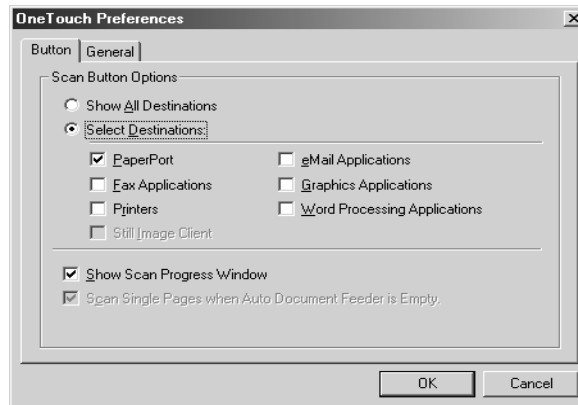 OneTouch Preferences
Button General
Scan Button Options
Show All Destinations
Select Destinations:
PaperPort eMail Applications
Fax Applications Graphics Applications
Printers Word Processing Applications
Still Image Client
Show Scan Progress Window
Scan Single Pages when Auto Document Feeder is Empty.
OK Cancel